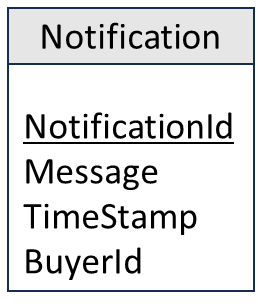 Notification
NotificationId
Message
TimeStamp
BuyerId